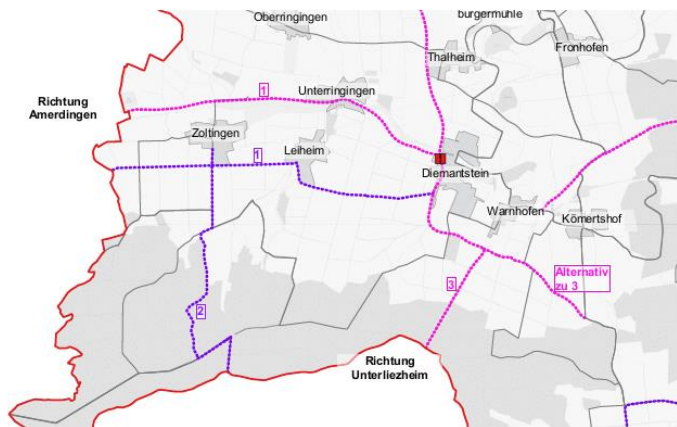 Oberringingen
burgermühle
Fronhofen
Thalheim
Richtung
Amerdingen
1
Unterringingen
Zoltingen
1
Leiheim
Diemantstein
Warnhofen
Kömertshof
3
Alternativ
zu 3
2
Richtung
Unterliezheim